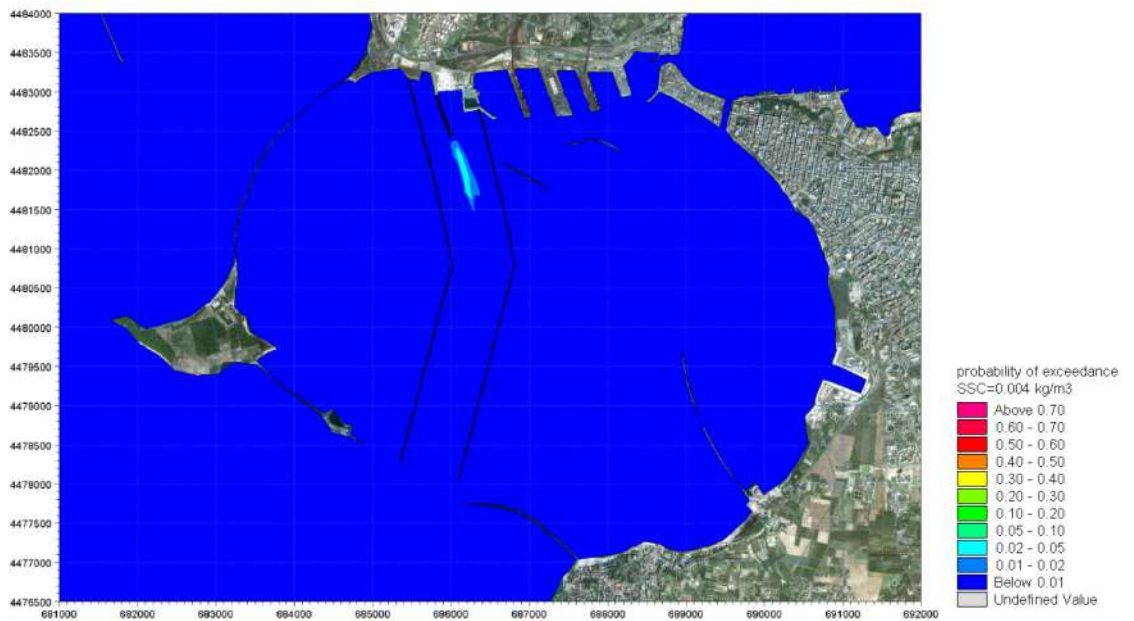 4484000
4483500
4483000
4482500
4482000
4481500
4481000
4480500
4480000
4479500
4479000
4478500
4478000
4477500
4477000
4476500
681000 682000 683000 684000 685000 686000 687000 688000 689000 690000 691000 692000
probability of exceedance
SSC=0.004 kg/m3
Above 0.70
0.60 - 0.70
0.50 - 0.60
0.40 - 0.50
0.30 - 0.40
0.20 - 0.30
0.10 - 0.20
0.05 - 0.10
0.02 - 0.05
0.01 - 0.02
Below 0.01
Undefined Value